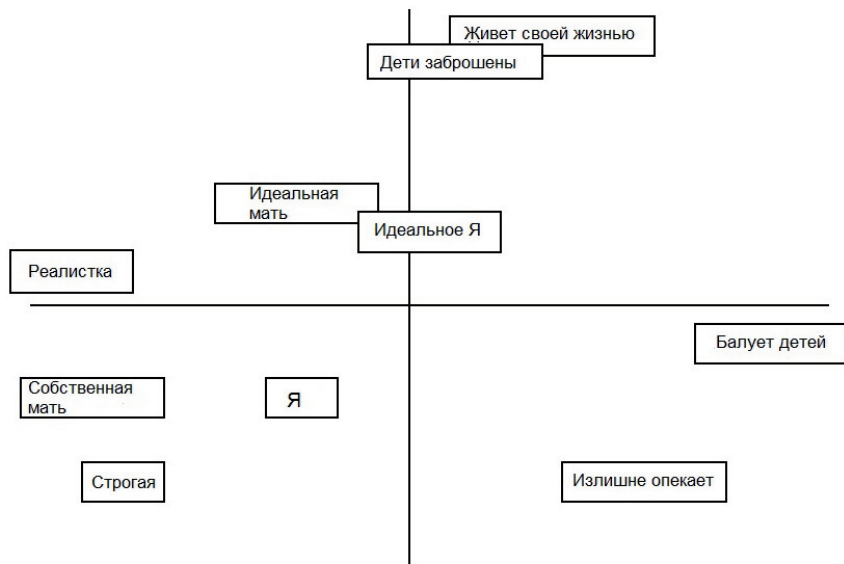 Живет своей жизнью
Дети заброшены
Идеальная
мать
Идеальное Я
Реалистка
Балует детей
Собственная
мать
Я
Строгая
Излишне опекает